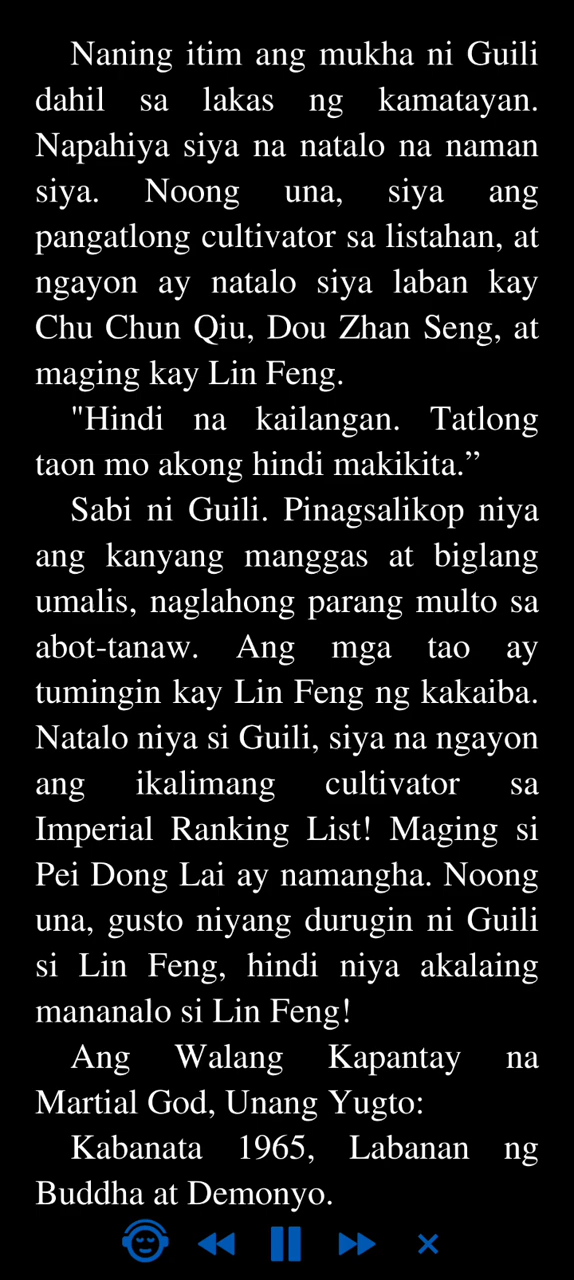 Naning itim ang mukha ni Guili
dahil sa lakas ng kamatayan.
Napahiya siya na natalo na naman
siya. Noong una, siya ang
pangatlong cultivator sa listahan, at
ngayon ay natalo siya laban kay
Chu Chun Qiu, Dou Zhan Seng, at
maging kay Lin Feng.
"Hindi na kailangan. Tatlong
taon mo akong hindi makikita.”
Sabi ni Guili. Pinagsalikop niya
ang kanyang manggas at biglang
umalis, naglahong parang multo sa
abot-tanaw. Ang mga tao ay
tumingin kay Lin Feng ng kakaiba.
Natalo niya si Guili, siya na ngayon
ang ikalimang cultivator sa
Imperial Ranking List! Maging si
Pei Dong Lai ay namangha. Noong
una, gusto niyang durugin ni Guili
si Lin Feng, hindi niya akalaing
mananalo si Lin Feng!
Ang Walang Kapantay na
Martial God, Unang Yugto:
Kabanata 1965, Labanan ng
Buddha at Demonyo.